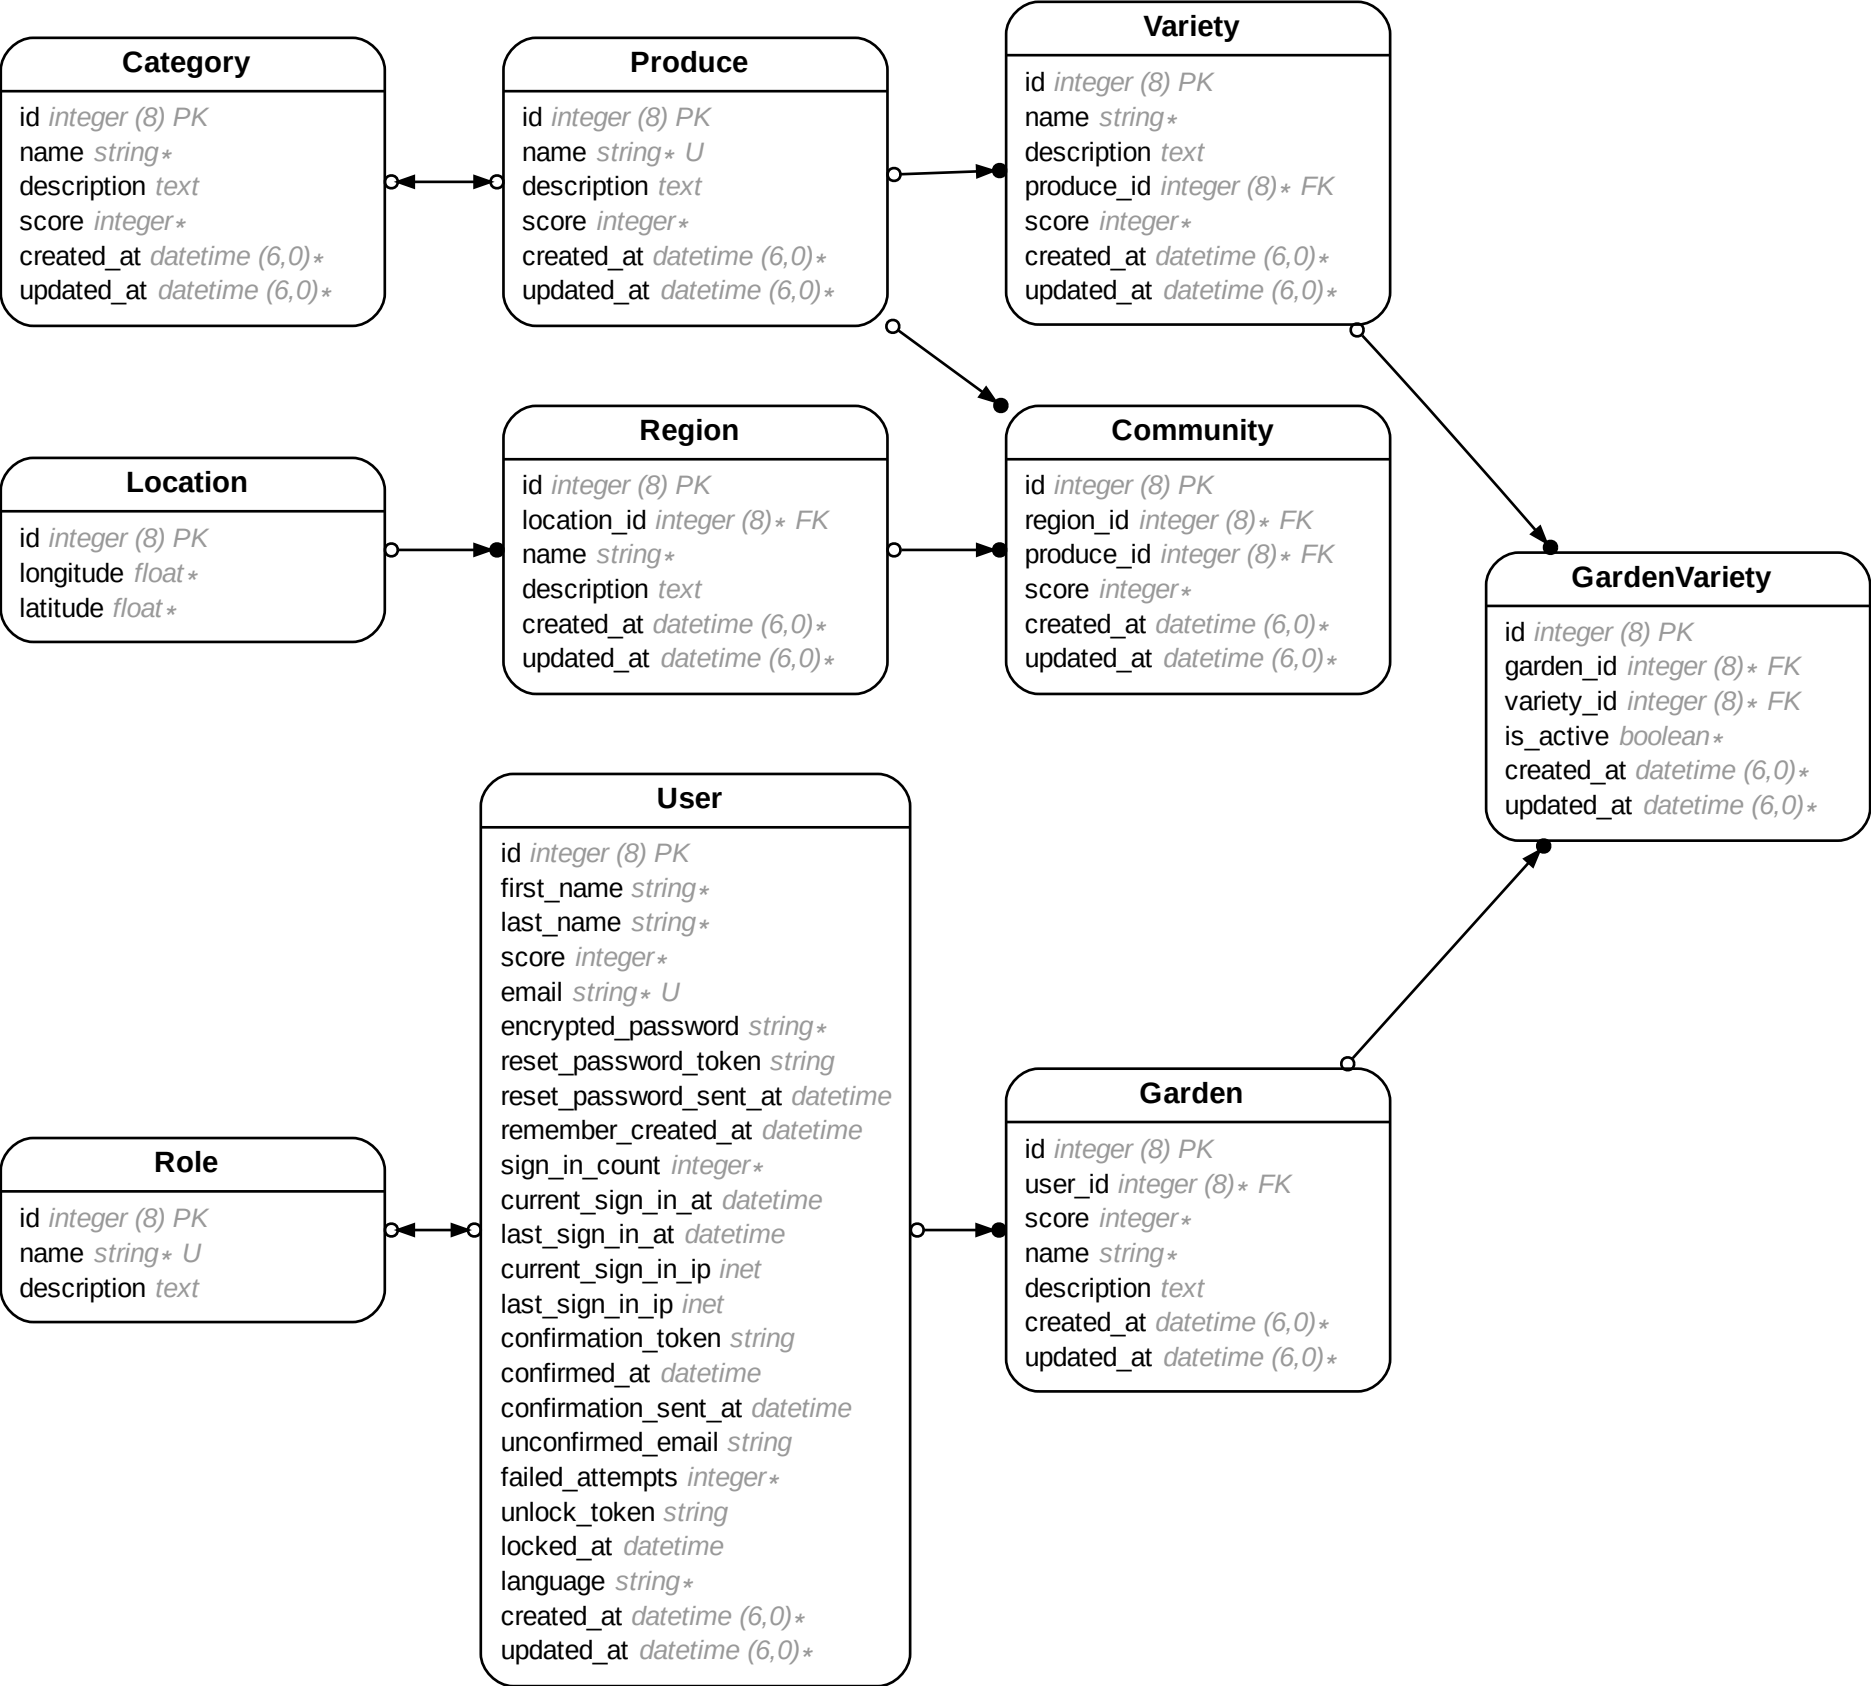 Category
id integer (8) PK
name string∗
description text
score integer∗
created_at datetime (6,0)∗
updated_at datetime (6,0)∗
Produce
id integer (8) PK
name string∗ U
description text
score integer∗
created_at datetime (6,0)∗
updated_at datetime (6,0)∗
Variety
id integer (8) PK
name string∗
description text
produce_id integer (8)∗ FK
score integer∗
created_at datetime (6,0)∗
updated_at datetime (6,0)∗
Location
id integer (8) PK
longitude float∗
latitude float∗
Region
id integer (8) PK
location_id integer (8)∗ FK
name string∗
description text
created_at datetime (6,0)∗
updated_at datetime (6,0)∗
Community
id integer (8) PK
region_id integer (8)∗ FK
produce_id integer (8)∗ FK
score integer∗
created_at datetime (6,0)∗
updated_at datetime (6,0)∗
GardenVariety
id integer (8) PK
garden_id integer (8)∗ FK
variety_id integer (8)∗ FK
is_active boolean∗
created_at datetime (6,0)∗
updated_at datetime (6,0)∗
Role
id integer (8) PK
name string∗ U
description text
User
id integer (8) PK
first_name string∗
last_name string∗
score integer∗
email string∗ U
encrypted_password string∗
reset_password_token string
reset_password_sent_at datetime
remember_created_at datetime
sign_in_count integer∗
current_sign_in_at datetime
last_sign_in_at datetime
current_sign_in_ip inet
last_sign_in_ip inet
confirmation_token string
confirmed_at datetime
confirmation_sent_at datetime
unconfirmed_email string
failed_attempts integer∗
unlock_token string
locked_at datetime
language string∗
created_at datetime (6,0)∗
updated_at datetime (6,0)∗
Garden
id integer (8) PK
user_id integer (8)∗ FK
score integer∗
name string∗
description text
created_at datetime (6,0)∗
updated_at datetime (6,0)∗